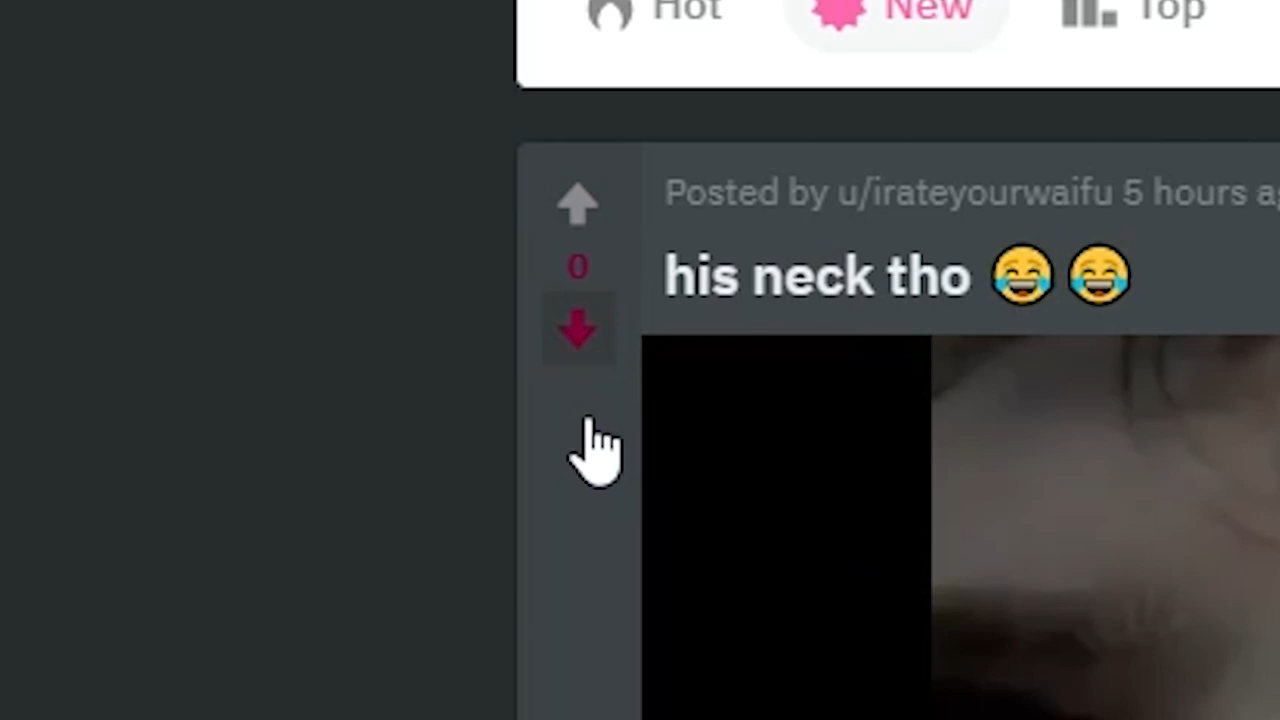 Hot New Top
Posted by u/irateyourwaifu 5 hours
his neck tho 😂 😂
0